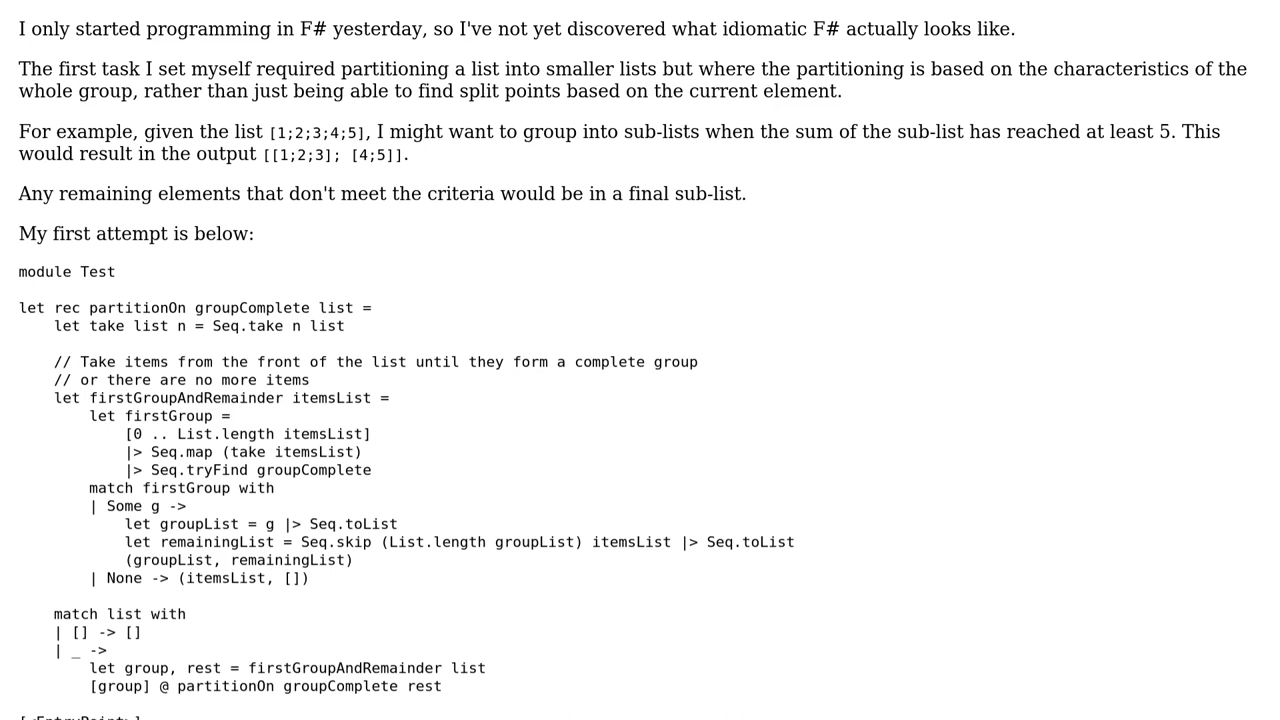 I only started programming in F# yesterday, so I've not yet discovered what idiomatic F# actually looks like.
The first task I set myself required partitioning a list into smaller lists but where the partitioning is based on the characteristics of the
whole group, rather than just being able to find split points based on the current element.
For example, given the list [1;2;3;4;5], I might want to group into sub-lists when the sum of the sub-list has reached at least 5. This
would result in the output [[1;2;3]; [4;5]].
Any remaining elements that don't meet the criteria would be in a final sub-list.
My first attempt is below:
module Test
let rec partitionOn groupComplete list =
    let take list n = Seq.take n list
    // Take items from the front of the list until they form a complete group
    // or there are no more items
    let firstGroupAndRemainder itemsList =
        let firstGroup =
            [0 .. List.length itemsList]
            |> Seq.map (take itemsList)
            |> Seq.tryFind groupComplete
        match firstGroup with
        | Some g ->
            let groupList = g |> Seq.toList
            let remainingList = Seq.skip (List.length groupList) itemsList |> Seq.toList
            (groupList, remainingList)
        | None -> (itemsList, [])
    match list with
    | [] -> []
    | _ ->
        let group, rest = firstGroupAndRemainder list
        [group] @ partitionOn groupComplete rest